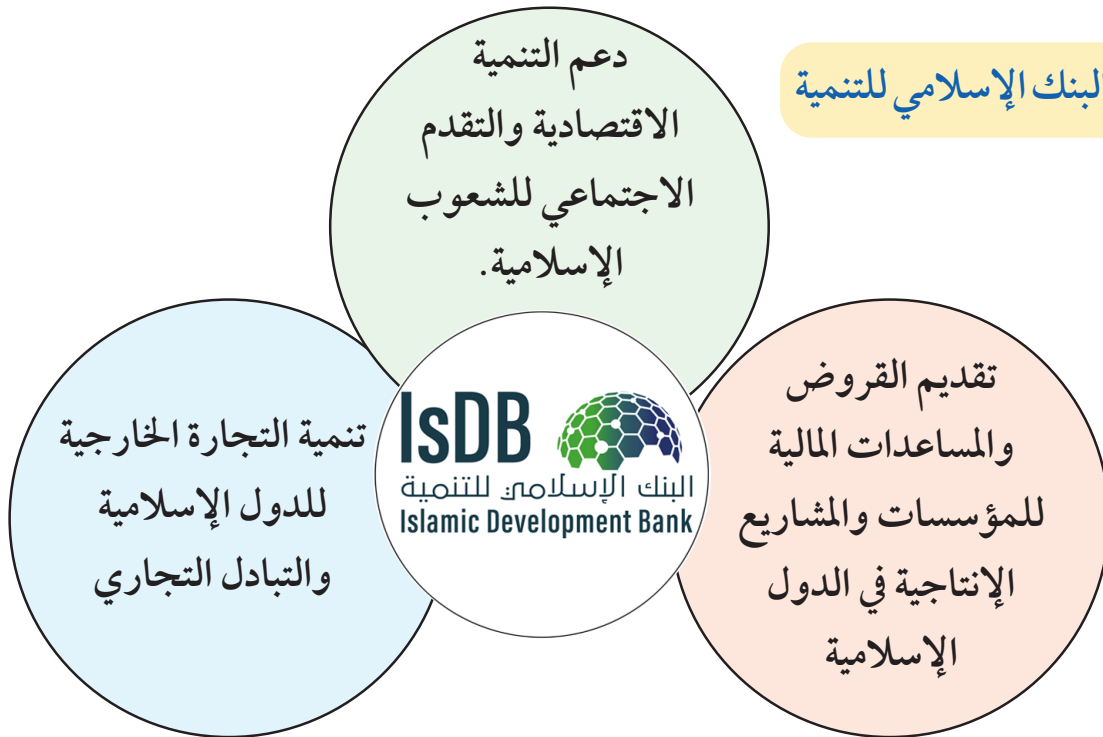 البنك الإسلامي للتنمية
دعم التنمية
الاقتصادية والتقدم
الاجتماعي للشعوب
الإسلامية.
تقديم القروض
والمساعدات المالية
للمؤسسات والمشاريع
الإنتاجية في الدول
الإسلامية
IsDB
البنك الإسلامي للتنمية
Islamic Development Bank
تنمية التجارة الخارجية
للدول الإسلامية
والتبادل التجاري